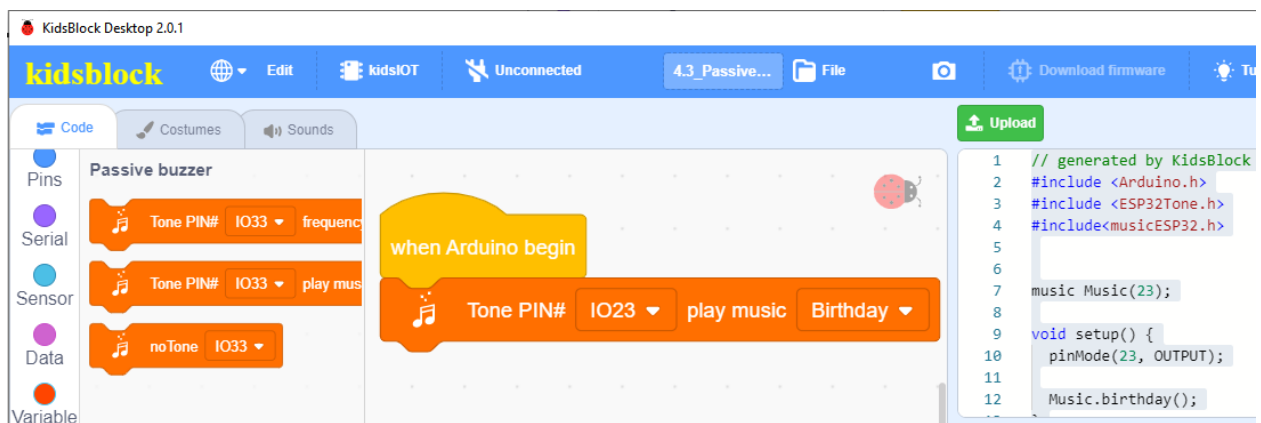 KidsBlock Desktop 2.0.1
kidsblock Edit kidsIOT Unconnected 4.3_Passive... File Download firmware Tu
Code Costumes Sounds Upload
Pins
Serial
Sensor
Data
Variable
Passive buzzer
Tone PIN# IO33 frequency
Tone PIN# IO33 play mus
noTone IO33
when Arduino begin
Tone PIN# IO23 play music Birthday
1 // generated by KidsBlock
2 #include <Arduino.h>
3 #include <ESP32Tone.h>
4 #include<musicESP32.h>
5
6
7 music Music(23);
8
9 void setup() {
10 pinMode(23, OUTPUT);
11
12 Music.birthday();